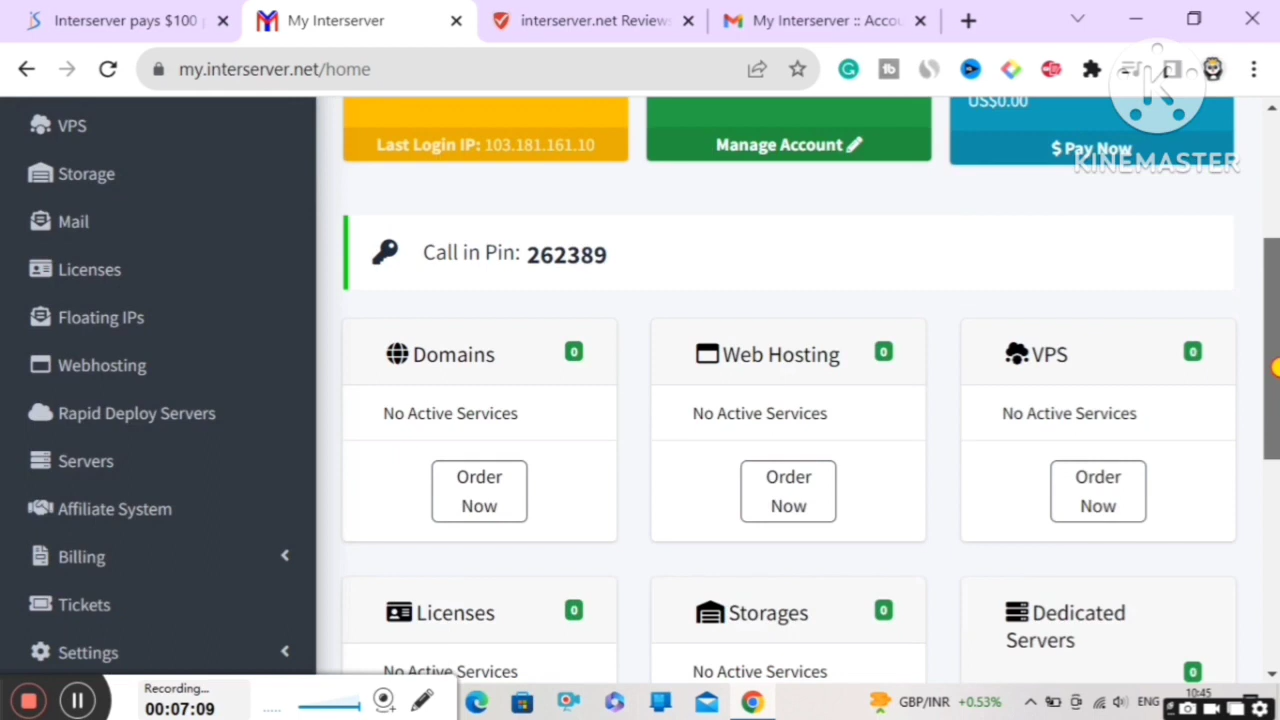 Interserver pays $100
My Interserver
interserver.net Reviews
My Interserver :: Accou
my.interserver.net/home
KINEMASTER
VPS
Storage
Mail
Licenses
Floating IPs
Webhosting
Rapid Deploy Servers
Servers
Affiliate System
Billing
Tickets
Settings
US$0.00
Last Login IP: 103.181.161.10
Manage Account
$ Pay Now
Call in Pin: 262389
Domains 0
No Active Services
Order
Now
Web Hosting 0
No Active Services
Order
Now
VPS 0
No Active Services
Order
Now
Licenses 0
No Active Services
Storages 0
No Active Services
Dedicated
Servers
0
Recording...
00:07:09
GBP/INR +0.53%
ENG
10:45